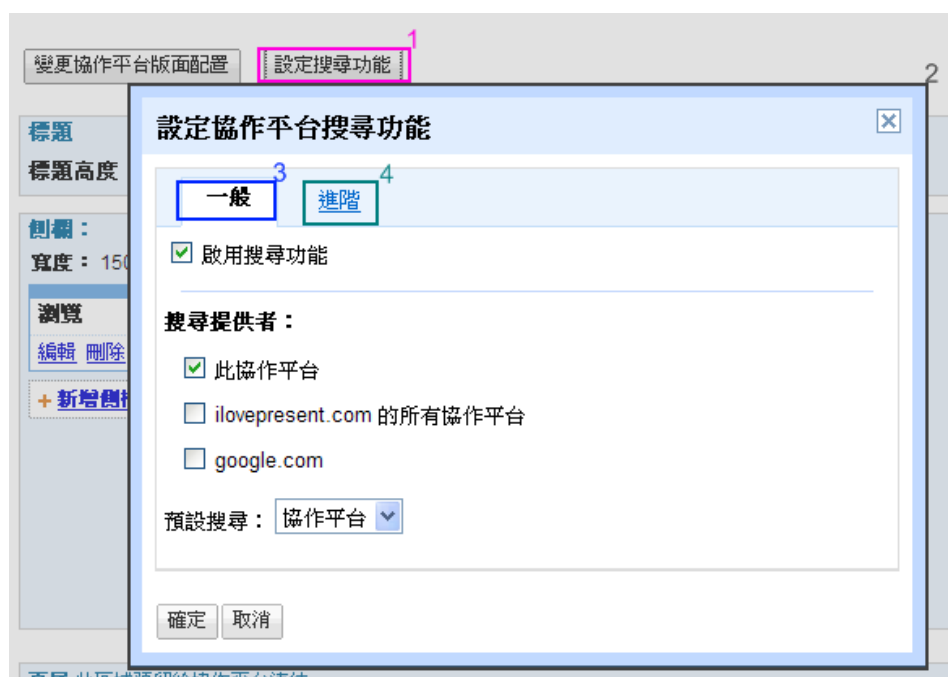 1
變更協作平台版面配置 設定搜尋功能
2
標題
標題高度
設定協作平台搜尋功能
3 4
一般 進階
側欄：
寬度： 150
啟用搜尋功能
瀏覽
編輯 刪除
+ 新增側
搜尋提供者：
此協作平台
ilovepresent.com 的所有協作平台
google.com
預設搜尋： 協作平台
確定 取消